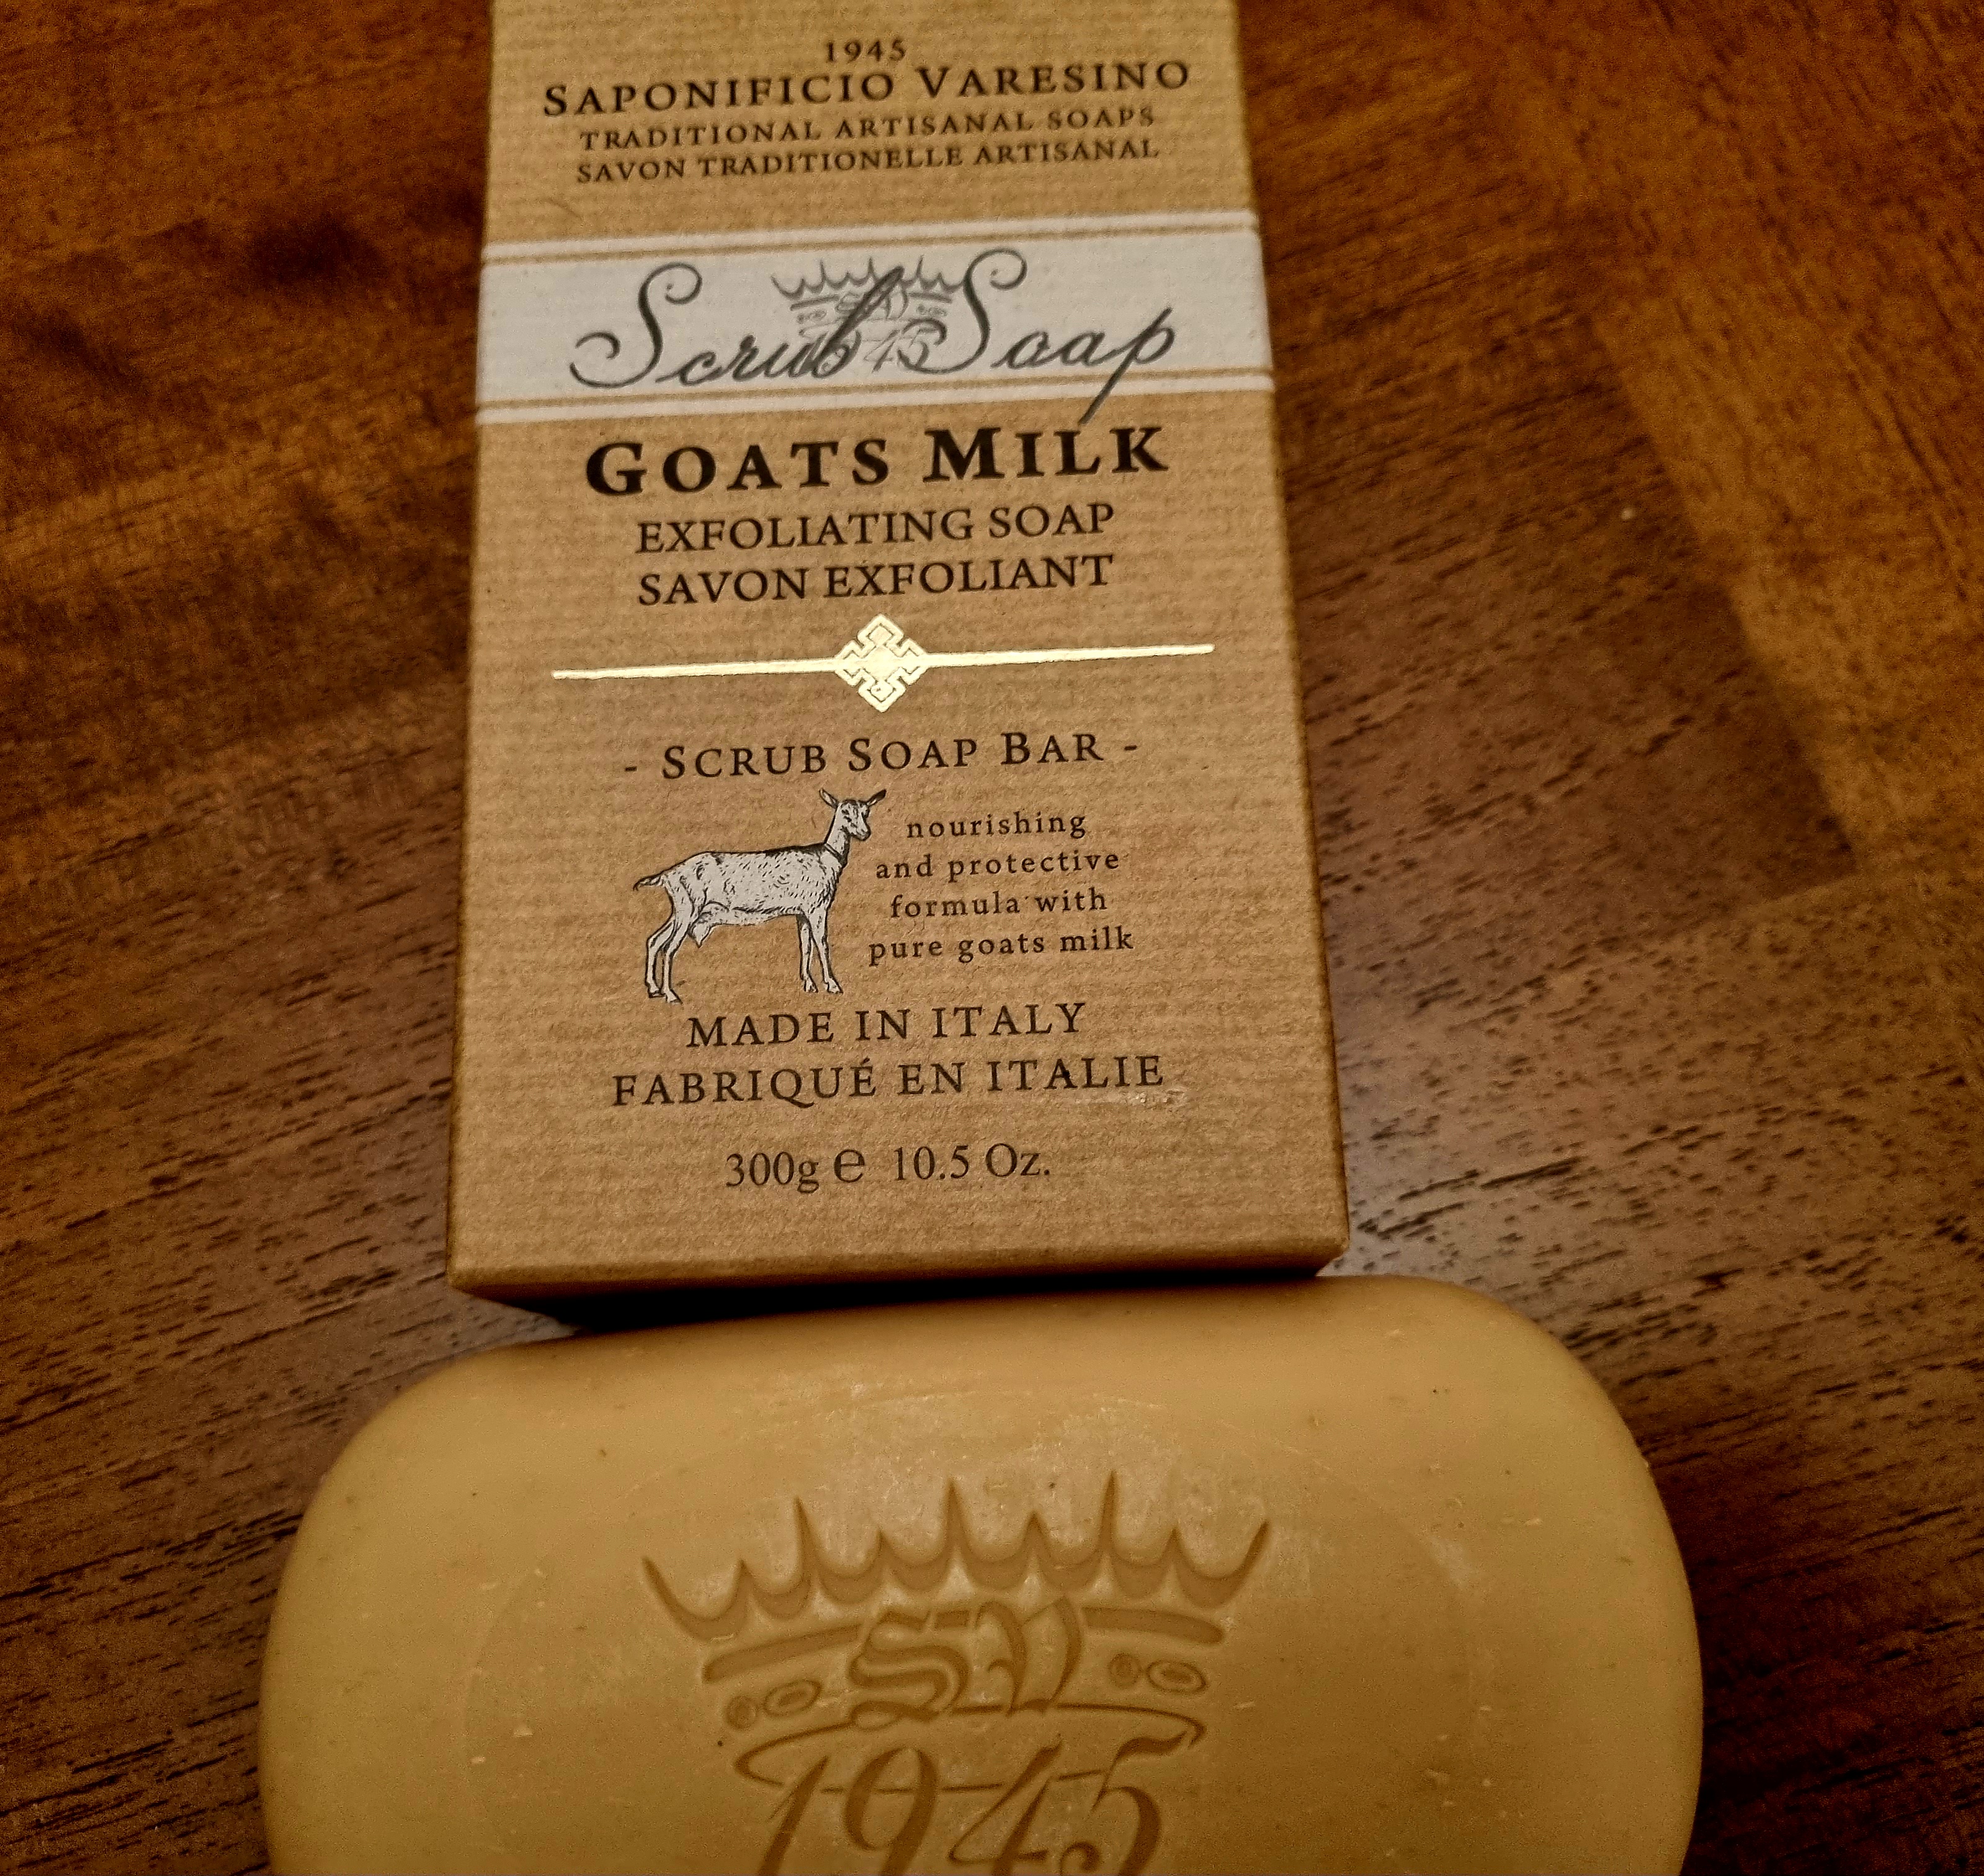 1945
SAPONIFICIO VARESINO
TRADITIONAL ARTISANAL SOAPS
SAVON TRADITIONELLE ARTISANAL
Scrub Soap
SV
1945
GOATS MILK
EXFOLIATING SOAP
SAVON EXFOLIANT
- SCRUB SOAP BAR -
nourishing
and protective
formula with
pure goats milk
MADE IN ITALY
FABRIQUÉ EN ITALIE
300g ℮ 10.5 Oz.
SV
1945